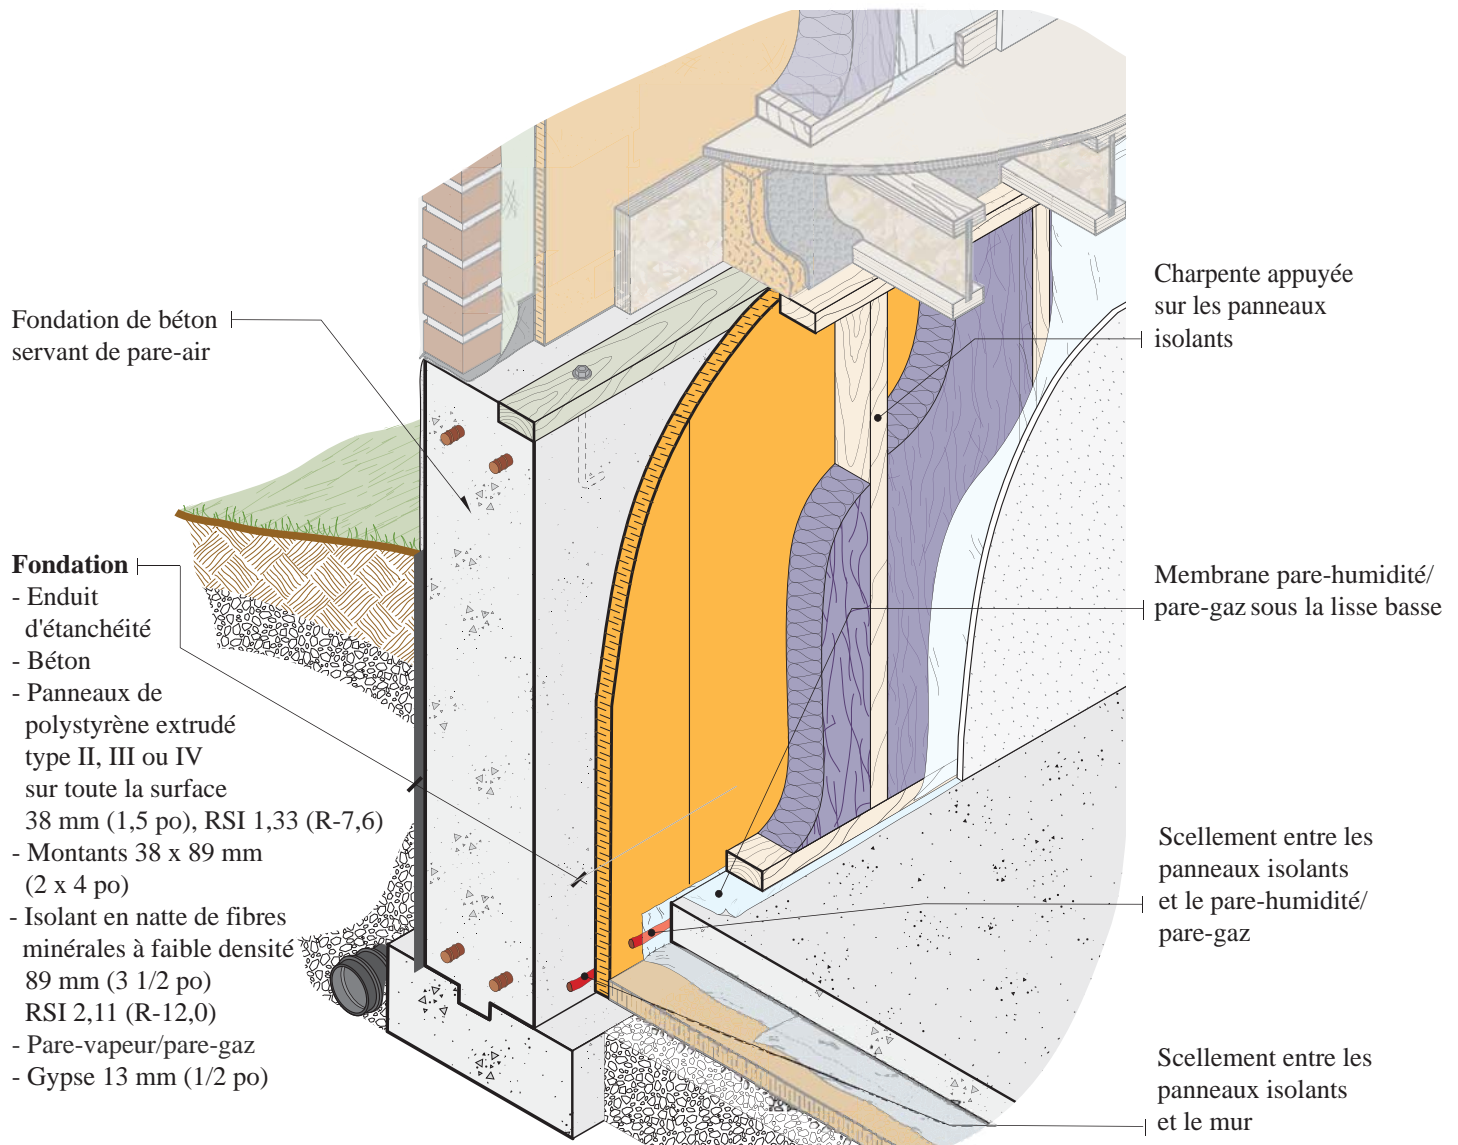 Fondation de béton
servant de pare-air
Fondation
- Enduit
d'étanchéité
- Béton
- Panneaux de
polystyrène extrudé
type II, III ou IV
sur toute la surface
38 mm (1,5 po), RSI 1,33 (R-7,6)
- Montants 38 x 89 mm
(2 x 4 po)
- Isolant en natte de fibres
minérales à faible densité
89 mm (3 1/2 po)
RSI 2,11 (R-12,0)
- Pare-vapeur/pare-gaz
- Gypse 13 mm (1/2 po)
Charpente appuyée
sur les panneaux
isolants
Membrane pare-humidité/
pare-gaz sous la lisse basse
Scellement entre les
panneaux isolants
et le pare-humidité/
pare-gaz
Scellement entre les
panneaux isolants
et le mur